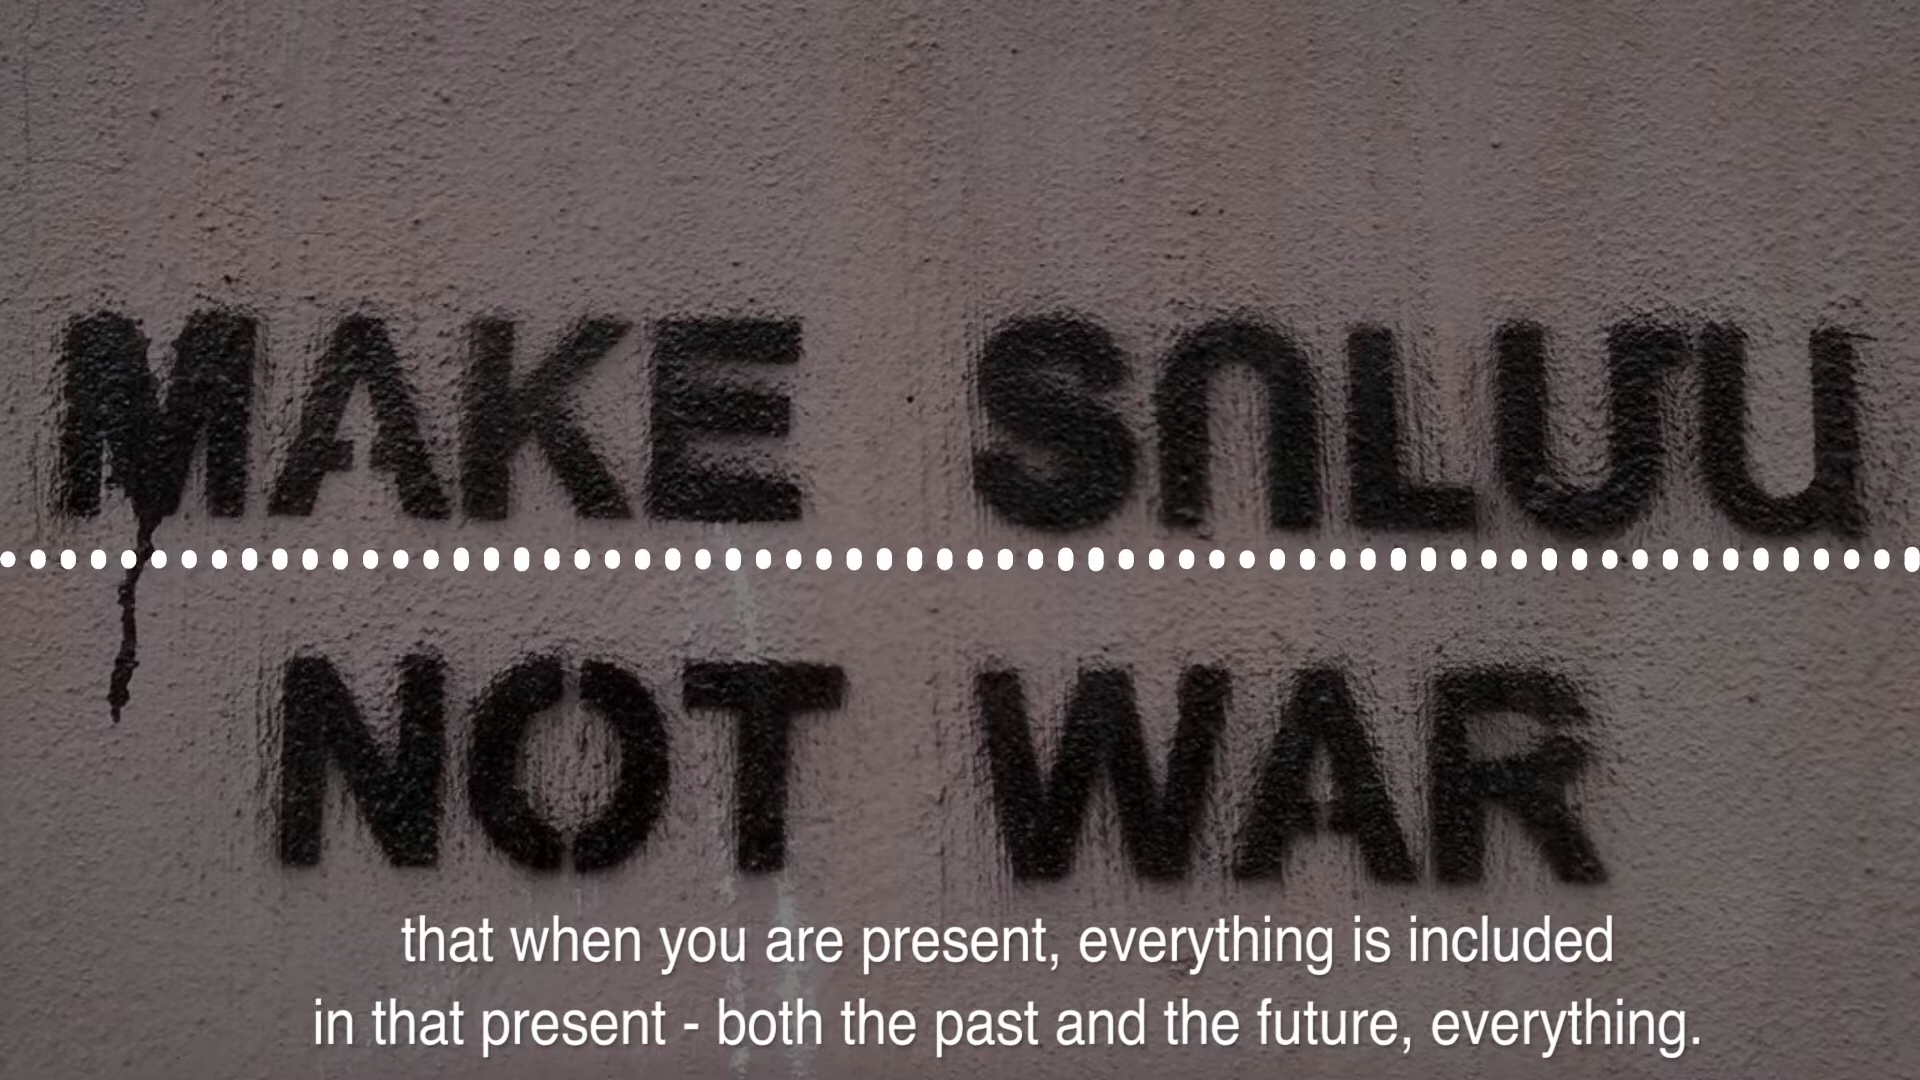 MAKE ՏՈԼՄԱ
NOT WAR
that when you are present, everything is included
in that present - both the past and the future, everything.